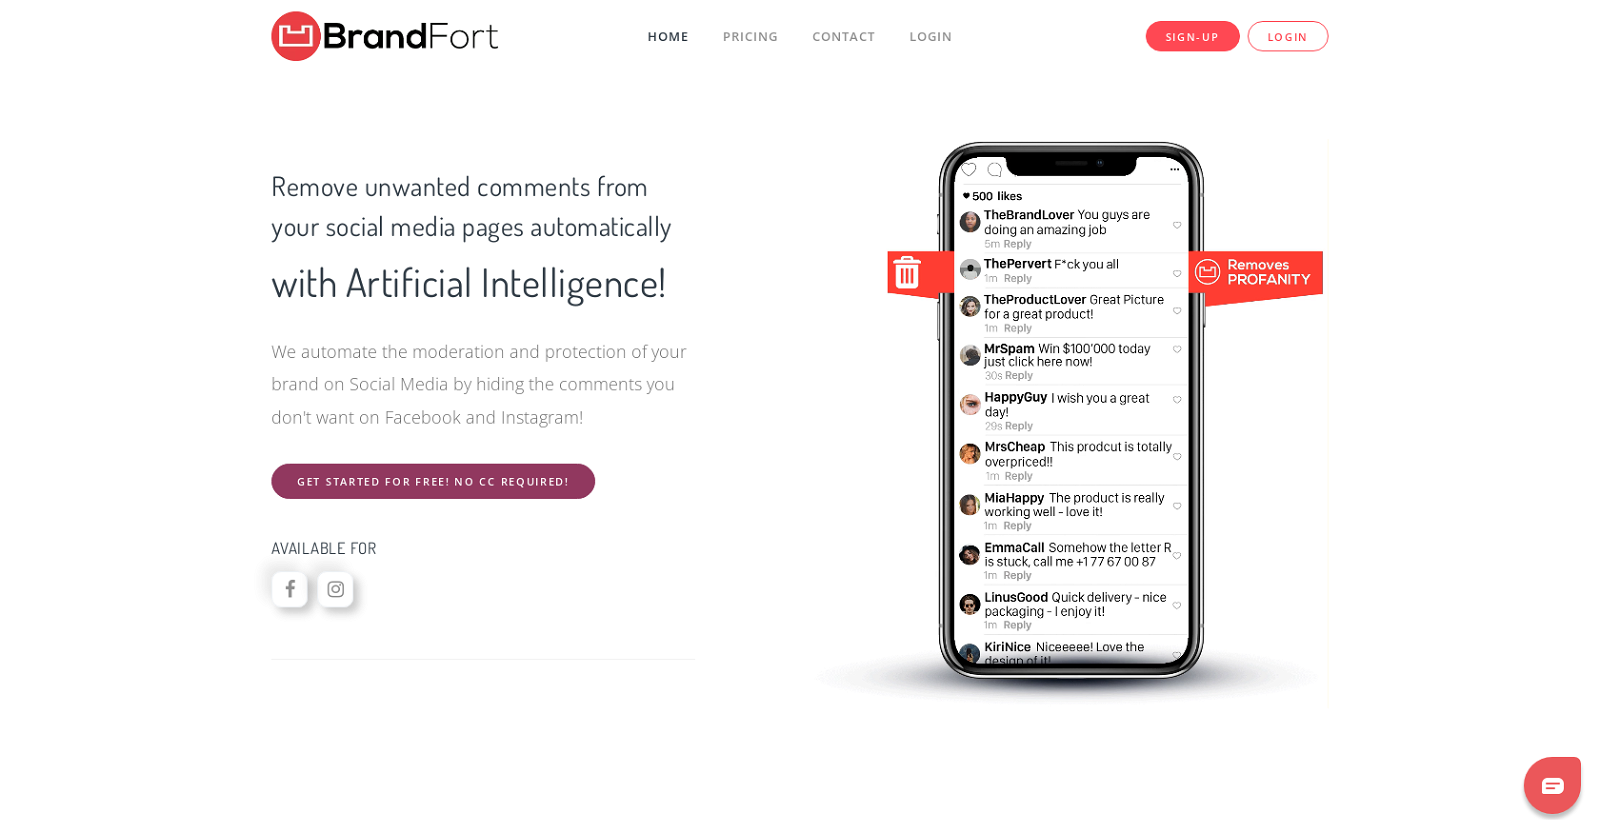 BrandFort
HOME
PRICING
CONTACT
LOGIN
SIGN-UP
LOGIN
Remove unwanted comments from
your social media pages automatically
with Artificial Intelligence!
We automate the moderation and protection of your
brand on Social Media by hiding the comments you
don't want on Facebook and Instagram!
GET STARTED FOR FREE! NO CC REQUIRED!
AVAILABLE FOR
500 likes
TheBrandLover You guys are
doing an amazing job
5m Reply
ThePervert F*ck you all
1m Reply
Removes
PROFANITY
TheProductLover Great Picture
for a great product!
1m Reply
MrSpam Win $100'000 today
just click here now!
30s Reply
HappyGuy I wish you a great
day!
29s Reply
MrsCheap This prodcut is totally
overpriced!!
1m Reply
MiaHappy The product is really
working well - love it!
1m Reply
EmmaCall Somehow the letter R
is stuck, call me +1 77 67 00 87
1m Reply
LinusGood Quick delivery - nice
packaging - I enjoy it!
1m Reply
KiriNice Niceeeee! Love the
design of it!